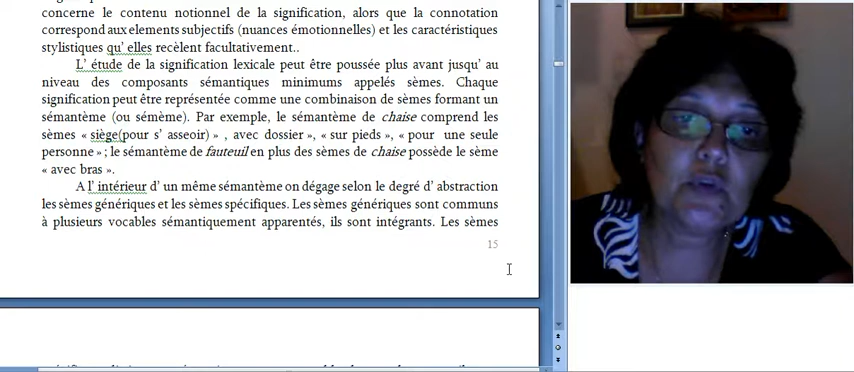 concerne le contenu notionnel de la signification, alors que la connotation
correspond aux elements subjectifs (nuances émotionnelles) et les caractéristiques
stylistiques qu' elles recèlent facultativement..
L' étude de la signification lexicale peut être poussée plus avant jusqu' au
niveau des composants sémantiques minimums appelés sèmes. Chaque
signification peut être représentée comme une combinaison de sèmes formant un
sémantème (ou sémème). Par exemple, le sémantème de chaise comprend les
sèmes « siège(pour s' asseoir) » , avec dossier », « sur pieds », « pour une seule
personne » ; le sémantème de fauteuil en plus des sèmes de chaise possède le sème
« avec bras ».
A l' intérieur d' un même sémantème on dégage selon le degré d' abstraction
les sèmes génériques et les sèmes spécifiques. Les sèmes génériques sont communs
à plusieurs vocables sémantiquement apparentés, ils sont intégrants. Les sèmes
15